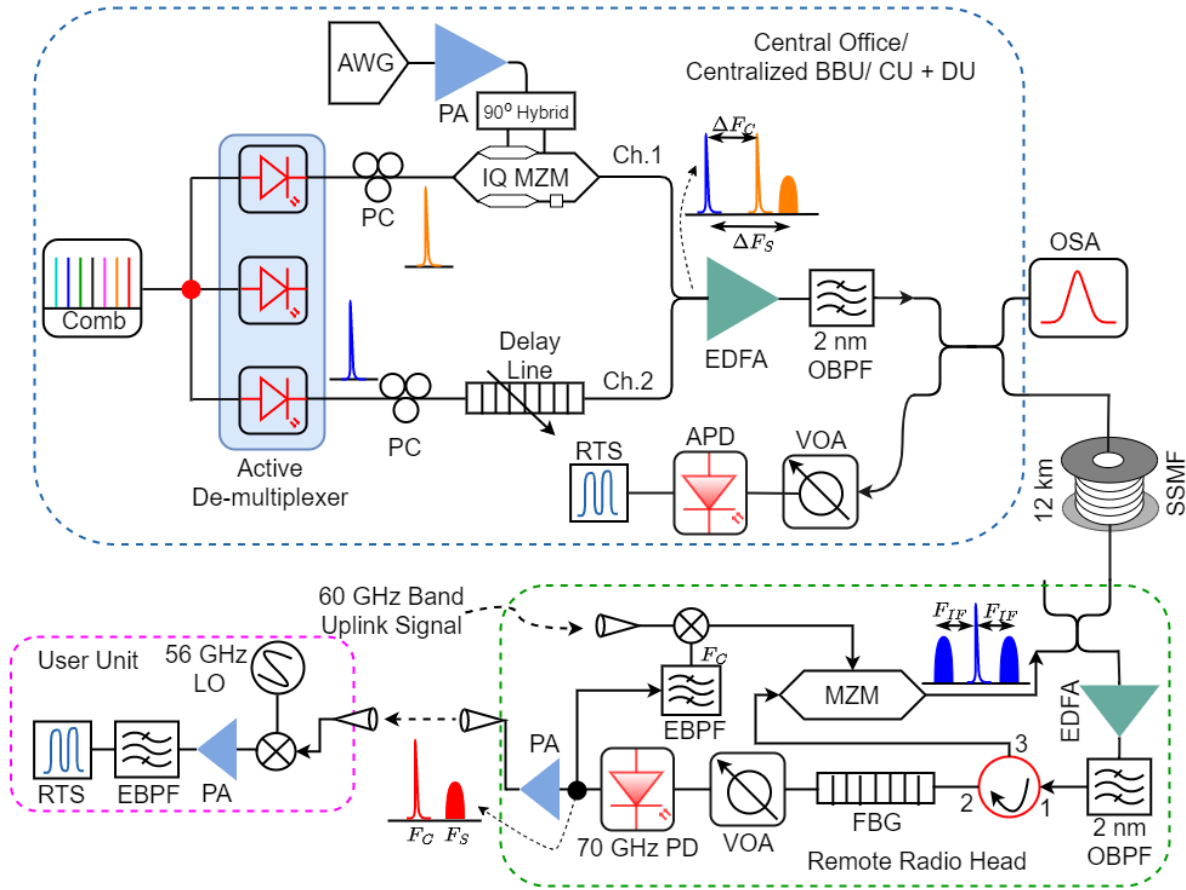 Central Office/
Centralized BBU/ CU + DU
AWG
PA
90⁰ Hybrid
IQ MZM
PC
Ch.1
ΔF_C
ΔF_S
OSA
Comb
EDFA
2 nm
OBPF
Delay
Line
Ch.2
PC
Active
De-multiplexer
RTS
APD
VOA
12 km
SSMF
60 GHz Band
Uplink Signal
F_IF
F_IF
User Unit
56 GHz
LO
F_C
MZM
EBPF
EDFA
PA
3
2
1
RTS
EBPF
PA
F_C
F_S
70 GHz PD
VOA
FBG
2 nm
OBPF
Remote Radio Head